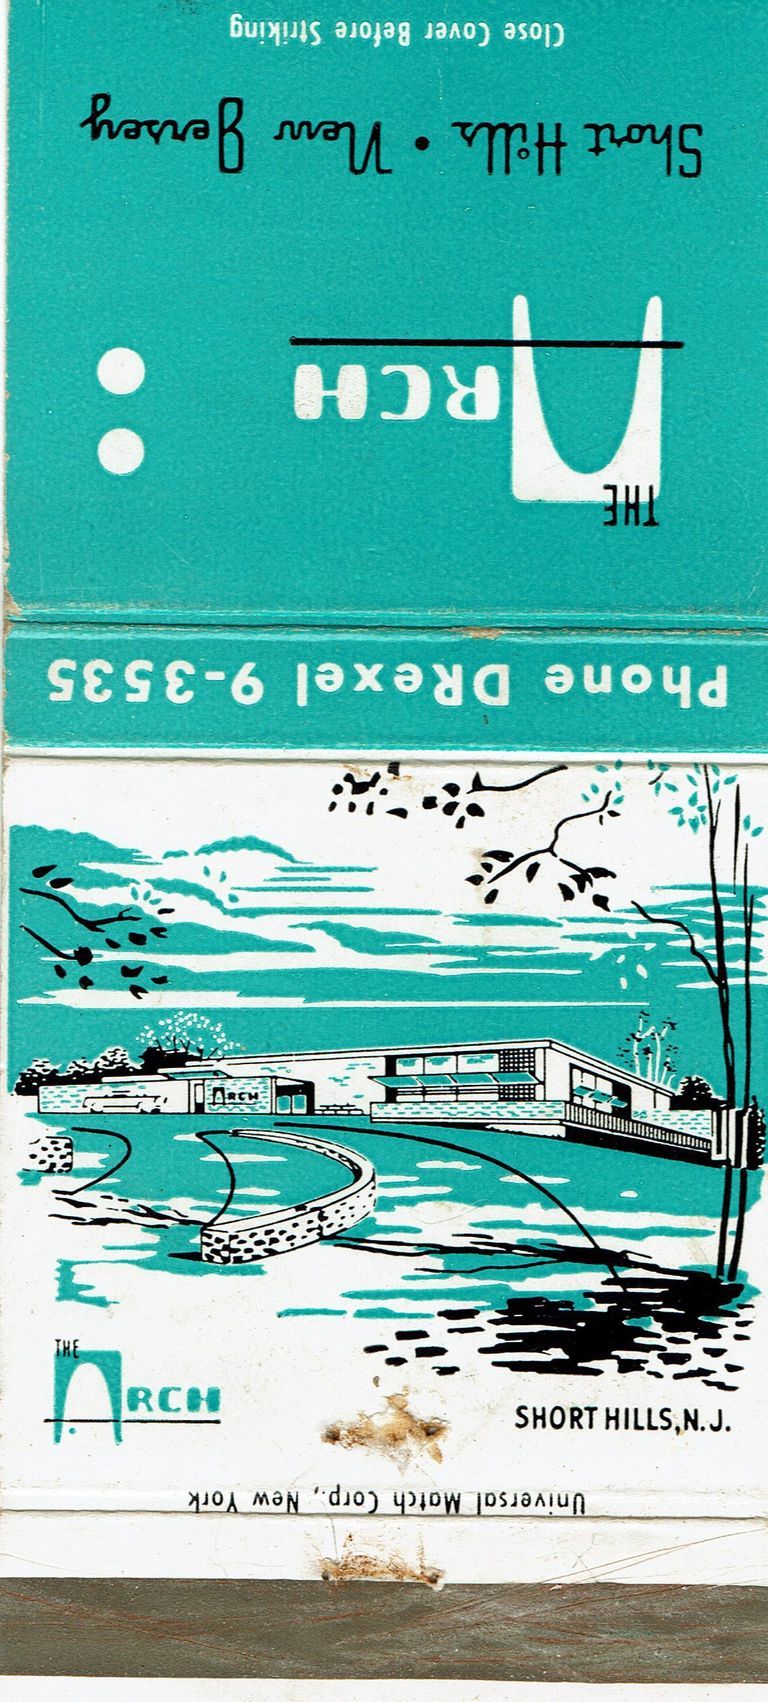 Close Cover Before Striking
Short Hills • New Jersey
THE
ARCH
Phone DRexel 9-3535
ARCH
THE
ARCH
SHORT HILLS, N.J.
Universal Match Corp., New York